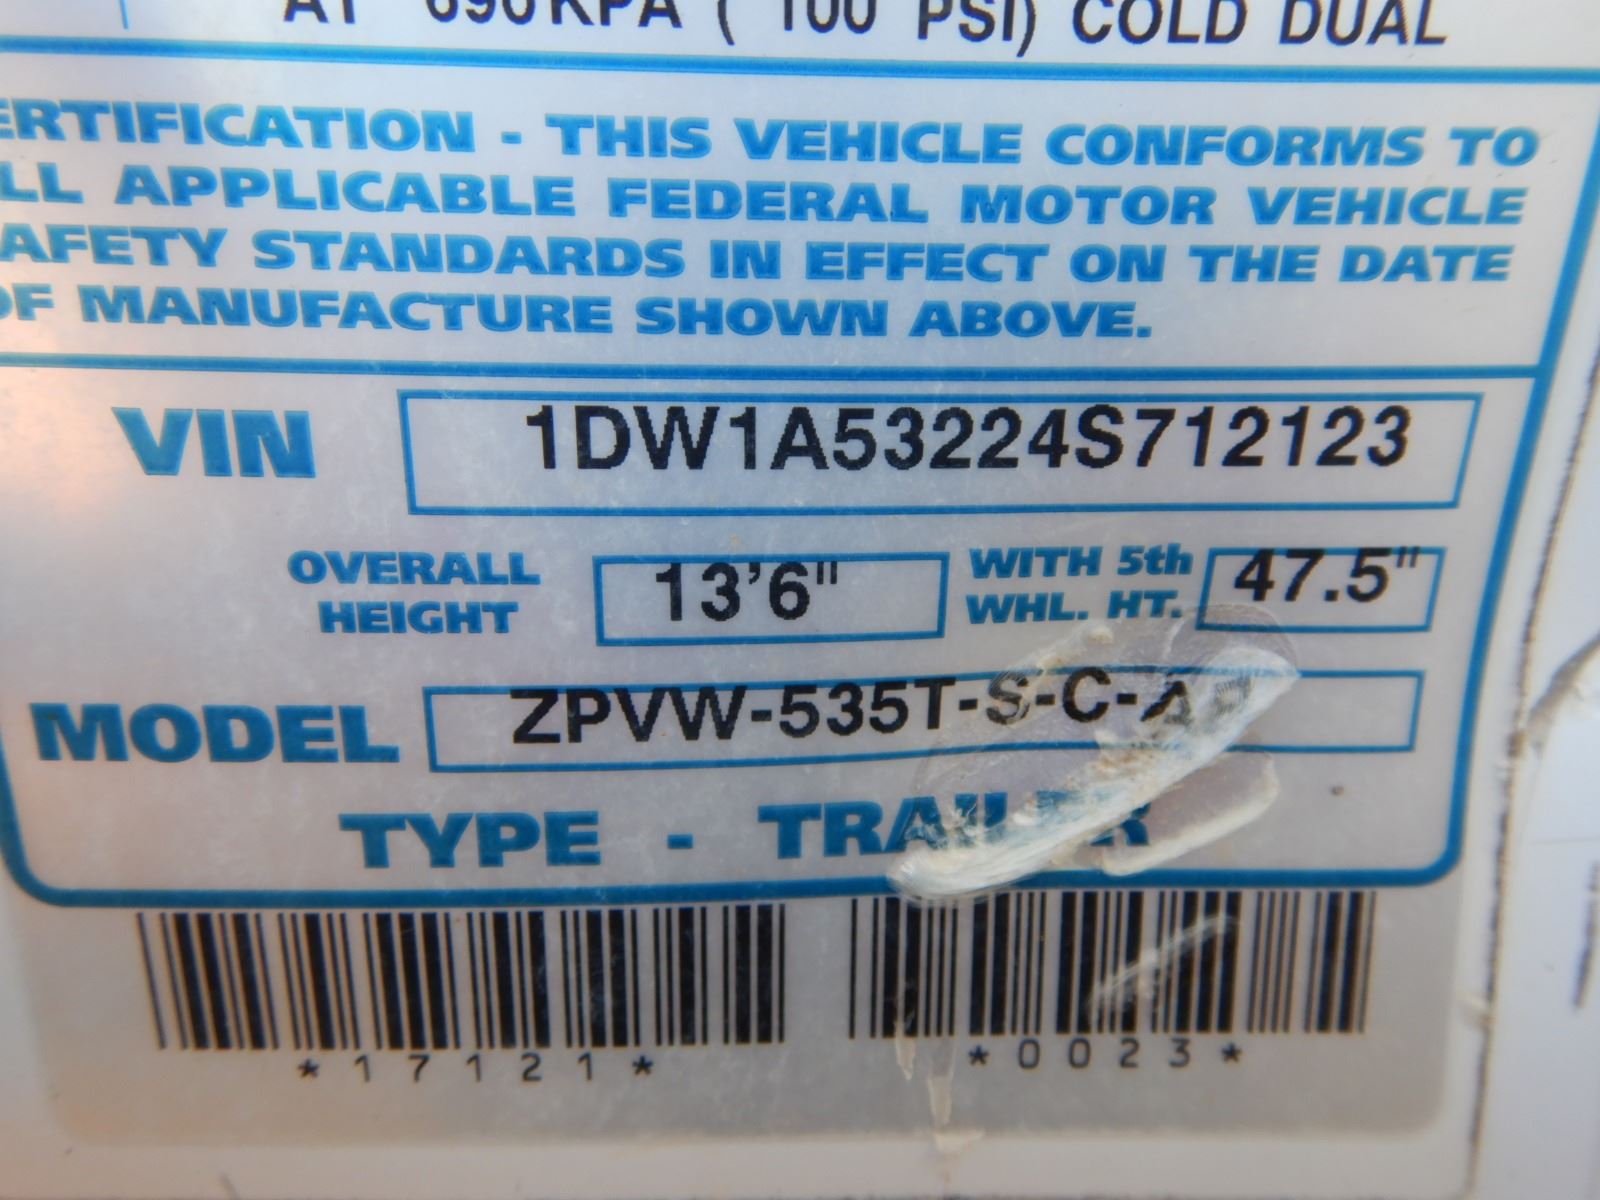 AT 690KPA ( 100 PSI) COLD DUAL
ERTIFICATION - THIS VEHICLE CONFORMS TO
LL APPLICABLE FEDERAL MOTOR VEHICLE
AFETY STANDARDS IN EFFECT ON THE DATE
OF MANUFACTURE SHOWN ABOVE.
VIN 1DW1A53224S712123
OVERALL HEIGHT 13'6" WITH 5th WHL. HT. 47.5"
MODEL ZPVW-535T-S-C-A
TYPE - TRAILER
*17121* *0023*